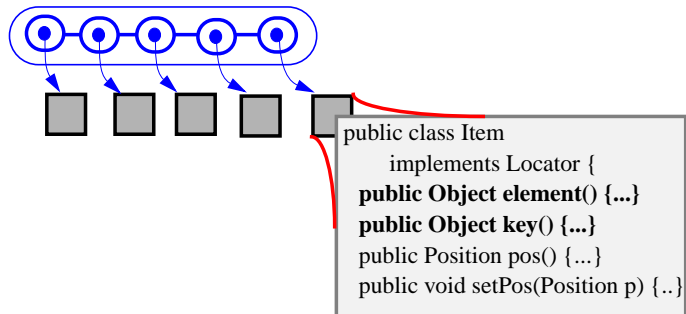 public class Item
implements Locator {
public Object element() {...}
public Object key() {...}
public Position pos() {...}
public void setPos(Position p) {..}